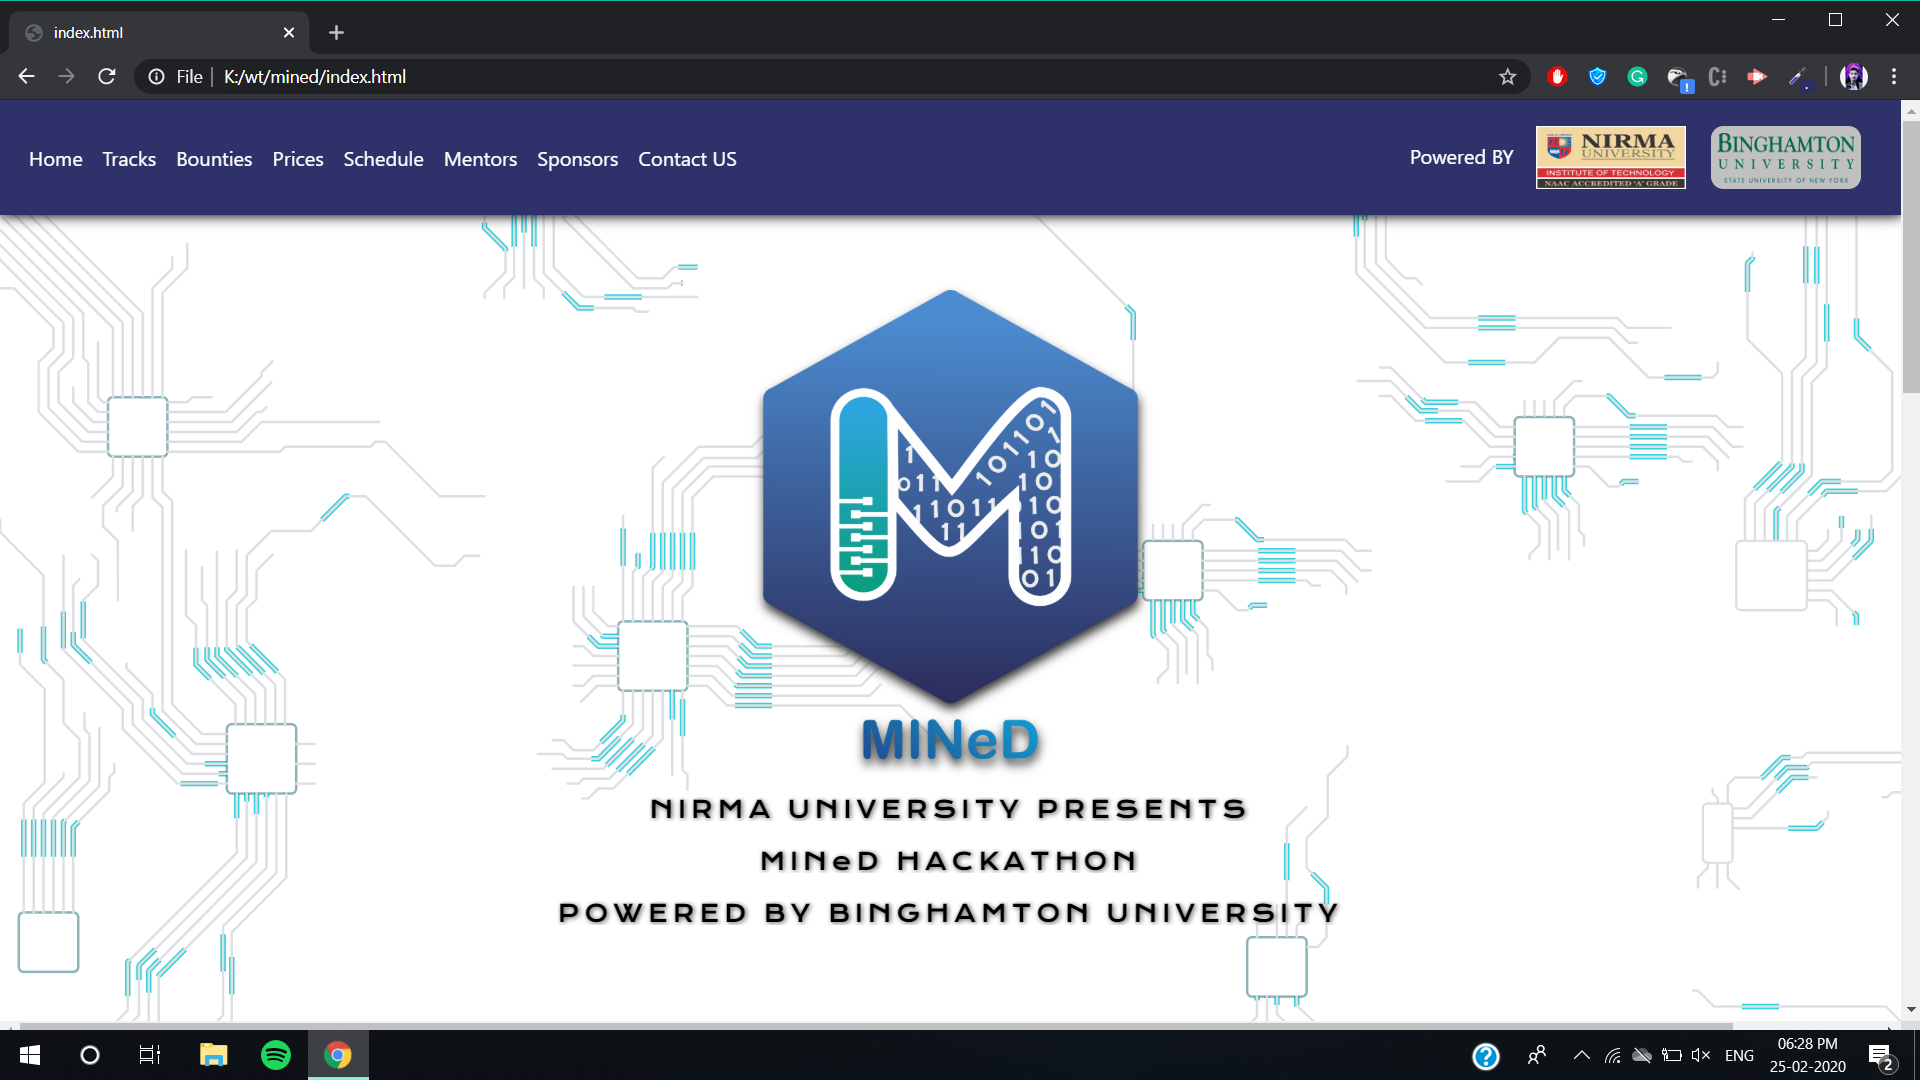 index.html
File K:/wt/mined/index.html
Home Tracks Bounties Prices Schedule Mentors Sponsors Contact US
Powered BY
NIRMA
UNIVERSITY
INSTITUTE OF TECHNOLOGY
NAAC ACCREDITED 'A' GRADE
BINGHAMTON
UNIVERSITY
STATE UNIVERSITY OF NEW YORK
MINeD
NIRMA UNIVERSITY PRESENTS
MINeD HACKATHON
POWERED BY BINGHAMTON UNIVERSITY
ENG
06:28 PM
25-02-2020
2